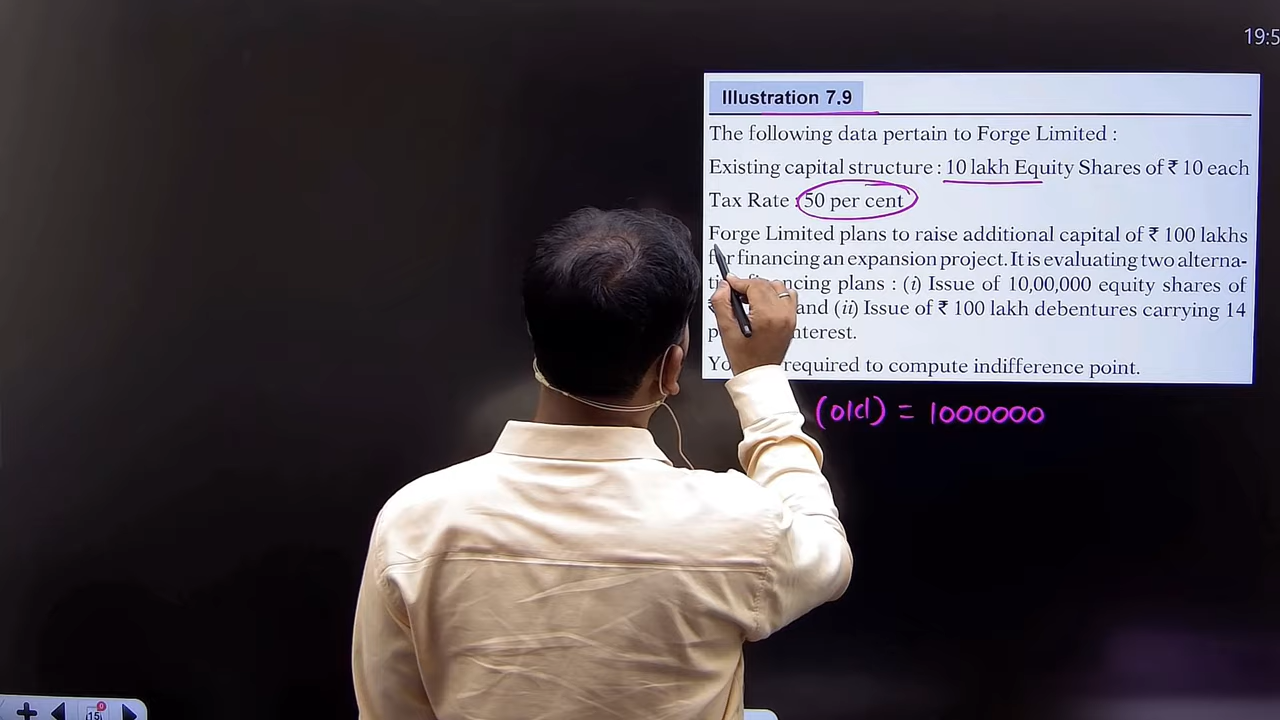 19:5
Illustration 7.9
The following data pertain to Forge Limited :
Existing capital structure : 10 lakh Equity Shares of ₹ 10 each
Tax Rate : 50 per cent
Forge Limited plans to raise additional capital of ₹ 100 lakhs
for financing an expansion project. It is evaluating two alterna-
financing plans : (i) Issue of 10,00,000 equity shares of
and (ii) Issue of ₹ 100 lakh debentures carrying 14
interest.
required to compute indifference point.
(old) = 1000000
15